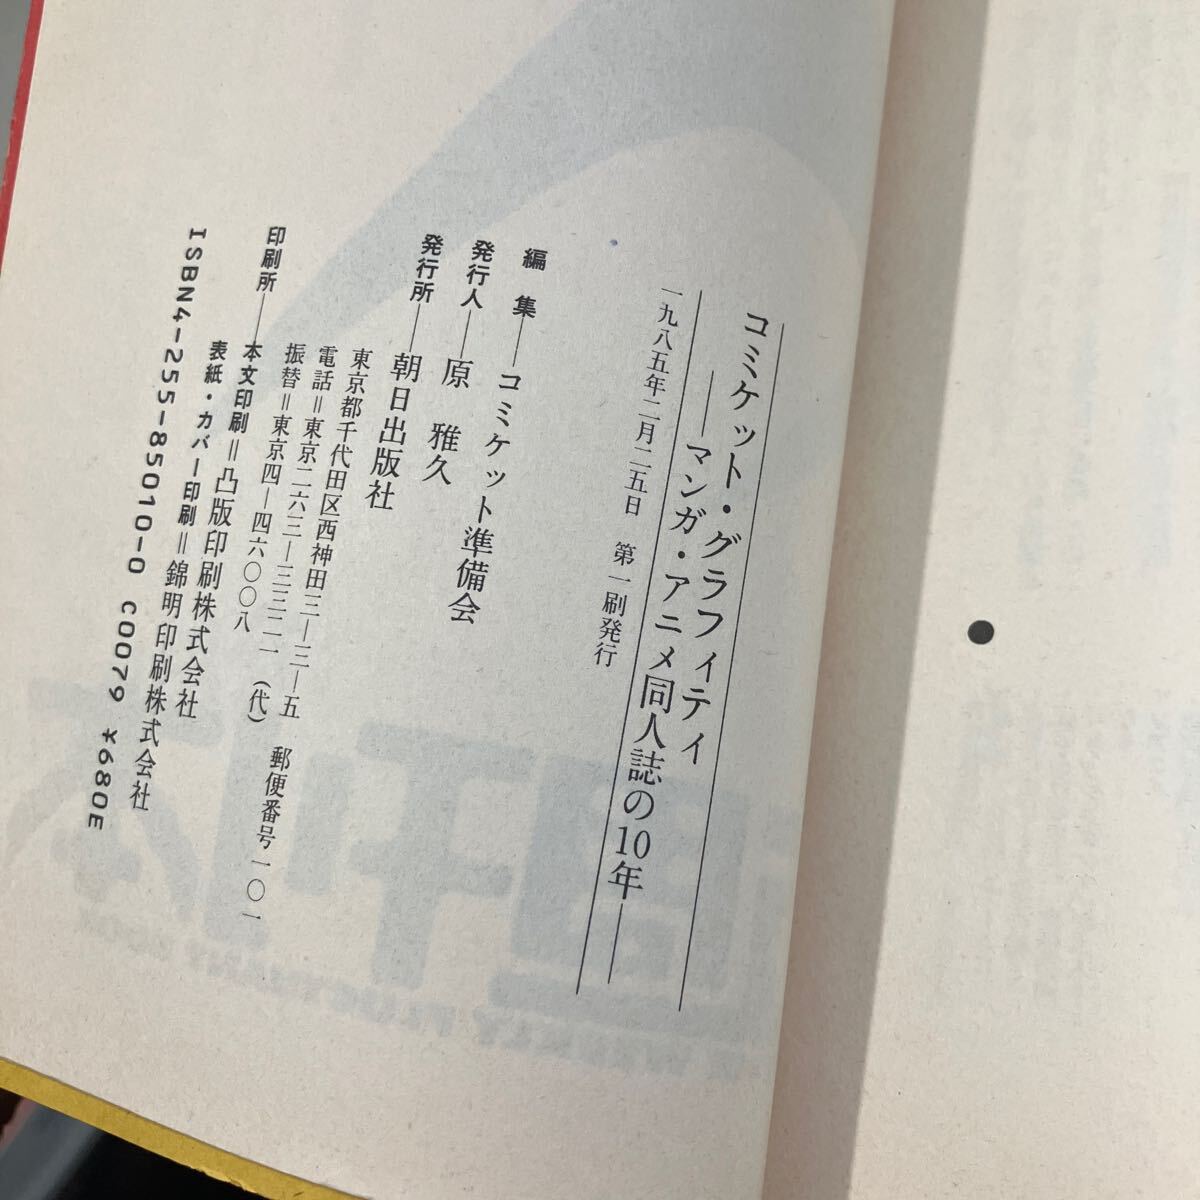 コミケット・グラフィティ
――マンガ・アニメ同人誌の10年――
一九八五年二月二五日 第一刷発行
編 集――コミケット準備会
発行人――原 雅久
発行所――朝日出版社
東京都千代田区西神田三―三―五
電話＝東京二六三―三三二一（代） 郵便番号一〇一
振替＝東京四―四六〇〇八
印刷所――本文印刷＝凸版印刷株式会社
表紙・カバー印刷＝錦明印刷株式会社
ISBN4-255-85010-0 C0079 ¥680E